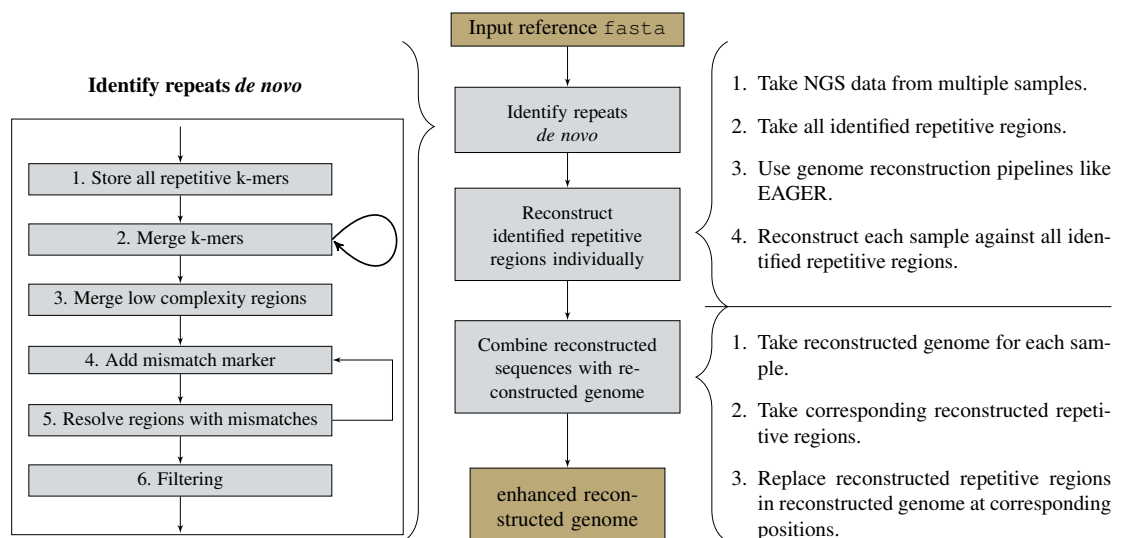 Identify repeats de novo
1. Store all repetitive k-mers
2. Merge k-mers
3. Merge low complexity regions
4. Add mismatch marker
5. Resolve regions with mismatches
6. Filtering
Input reference fasta
Identify repeats
de novo
Reconstruct
identified repetitive
regions individually
Combine reconstructed
sequences with re-
constructed genome
enhanced recon-
structed genome
1. Take NGS data from multiple samples.
2. Take all identified repetitive regions.
3. Use genome reconstruction pipelines like
EAGER.
4. Reconstruct each sample against all iden-
tified repetitive regions.
1. Take reconstructed genome for each sam-
ple.
2. Take corresponding reconstructed repeti-
tive regions.
3. Replace reconstructed repetitive regions
in reconstructed genome at corresponding
positions.